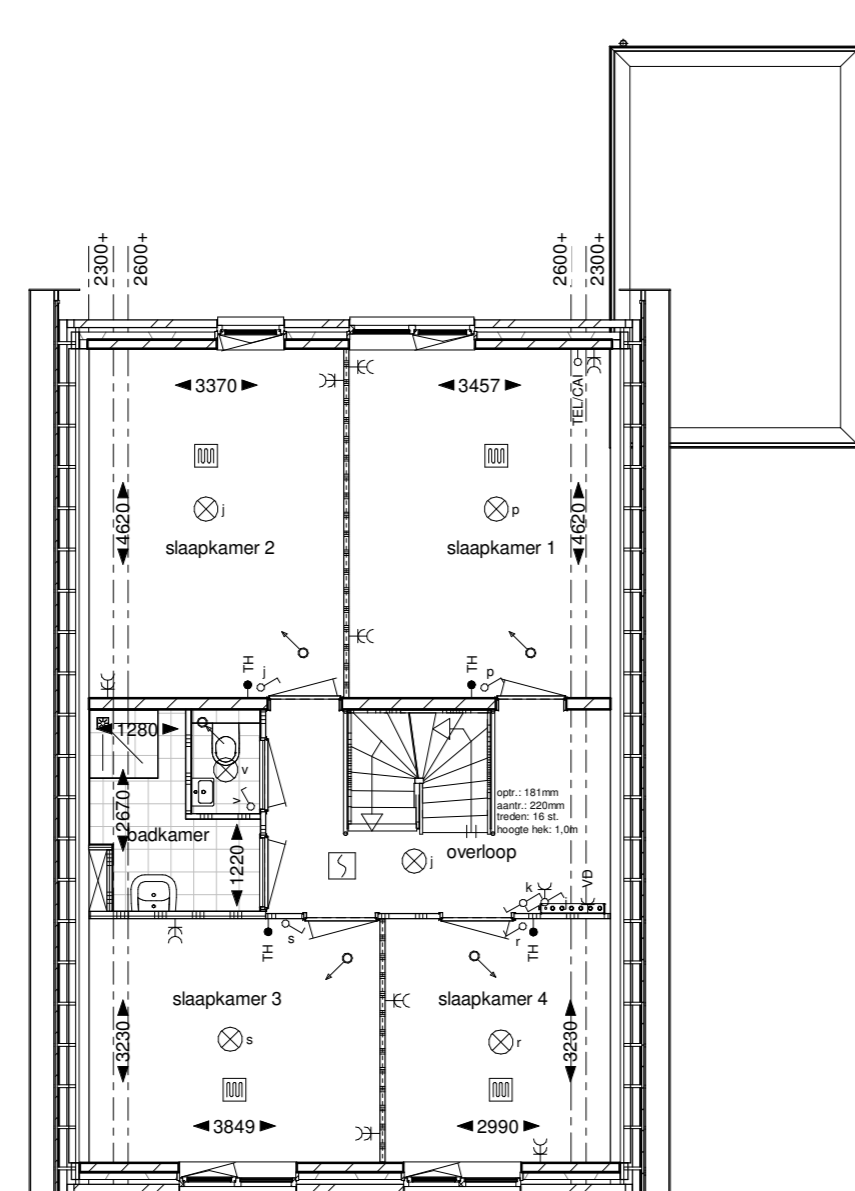 2300+
2600+
2600+
2300+
3370
3457
TEL/CAI
j
p
4620
4620
slaapkamer 2
slaapkamer 1
TH
j
TH
p
1280
v
v
2670
badkamer
1220
optr.: 181mm
aantr.: 220mm
treden: 16 st.
hoogte hek: 1,0m
overloop
j
k
VD
s
r
TH
TH
slaapkamer 3
slaapkamer 4
3230
s
r
3230
3849
2990